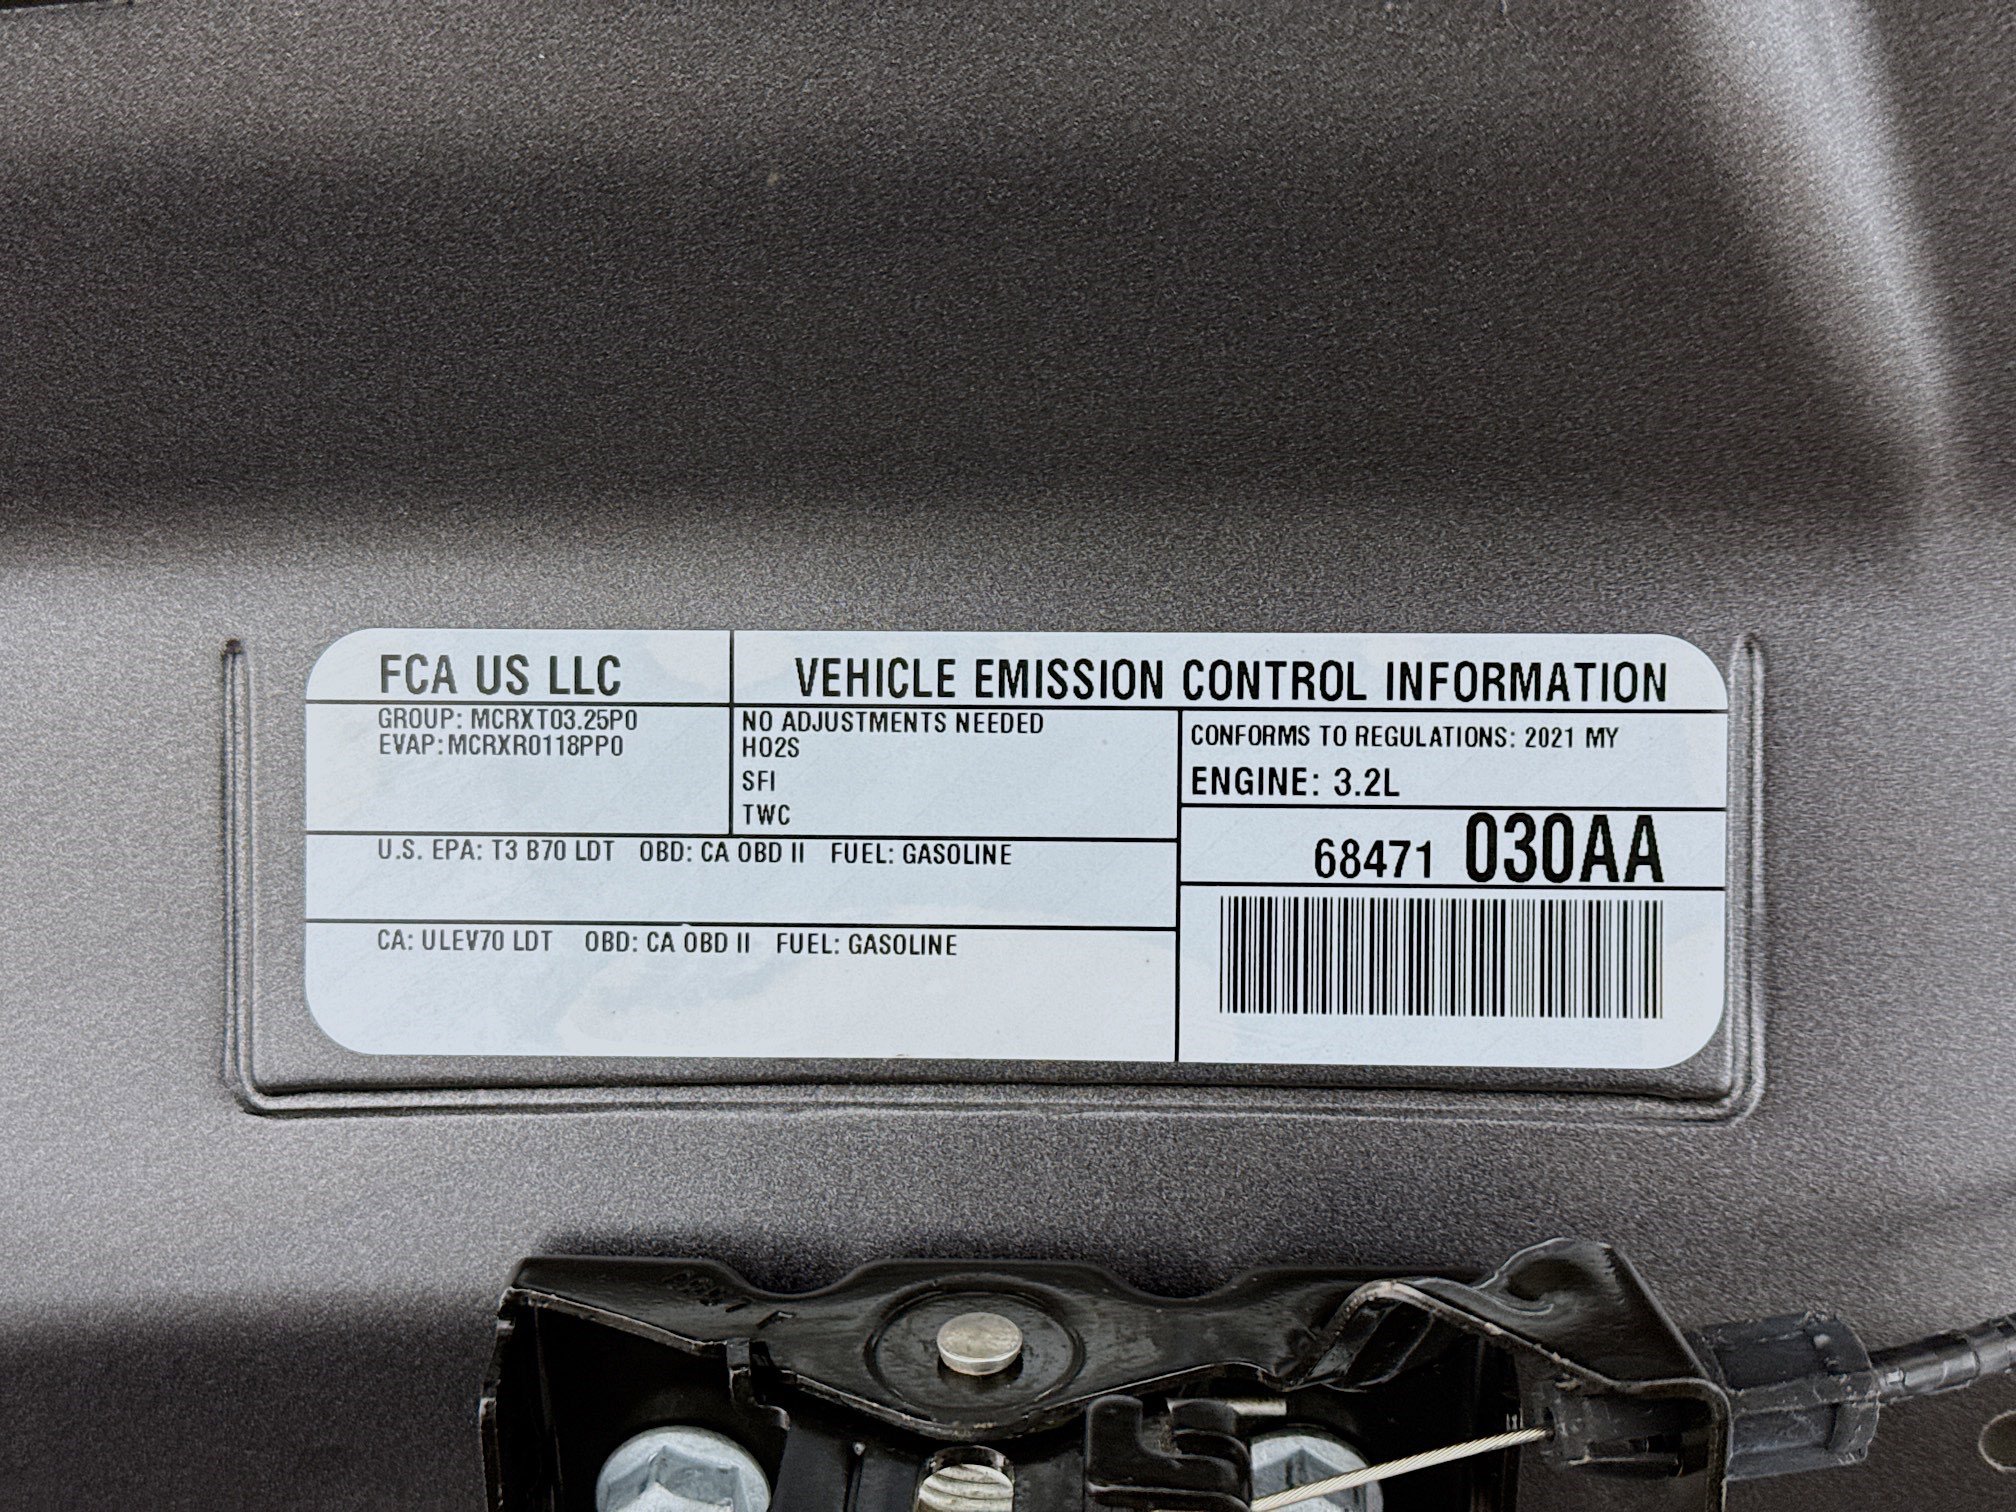 FCA US LLC
VEHICLE EMISSION CONTROL INFORMATION
GROUP: MCRXT03.25P0
EVAP: MCRXR0118PP0
NO ADJUSTMENTS NEEDED
HO2S
SFI
TWC
CONFORMS TO REGULATIONS: 2021 MY
ENGINE: 3.2L
68471 030AA
U.S. EPA: T3 B70 LDT OBD: CA OBD II FUEL: GASOLINE
CA: ULEV70 LDT OBD: CA OBD II FUEL: GASOLINE